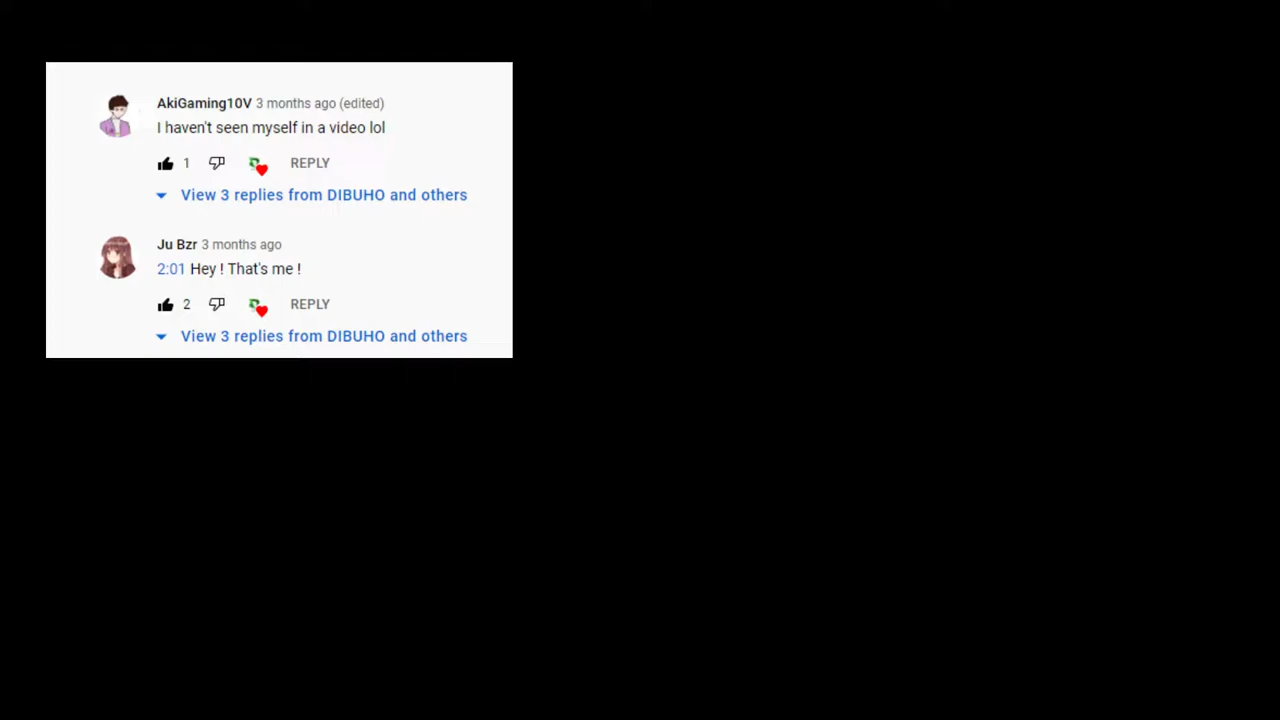 AkiGaming10V 3 months ago (edited)
I haven't seen myself in a video lol
1 REPLY
View 3 replies from DIBUHO and others
Ju Bzr 3 months ago
2:01 Hey ! That's me !
2 REPLY
View 3 replies from DIBUHO and others